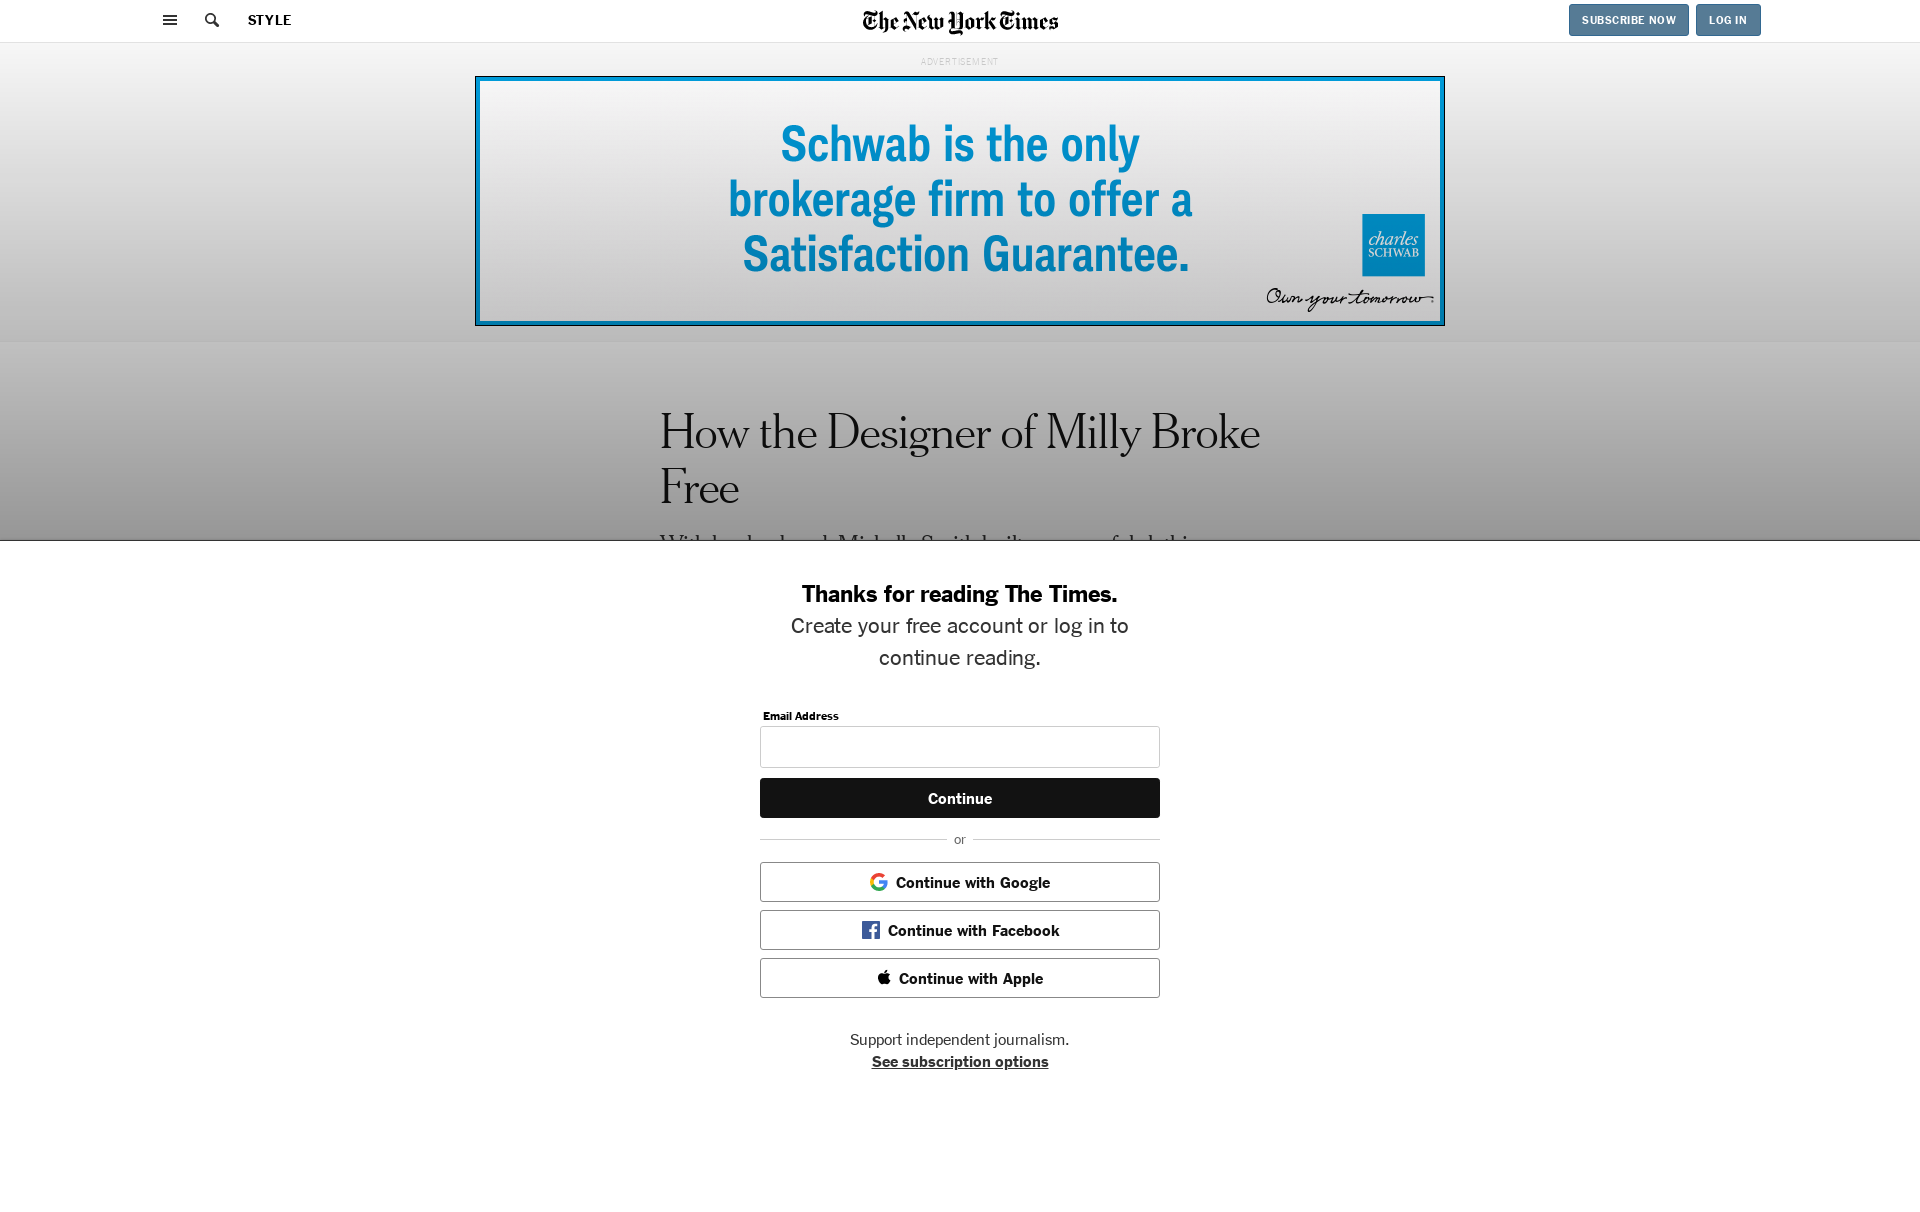 STYLE
The New York Times
SUBSCRIBE NOW
LOG IN
ADVERTISEMENT
Schwab is the only
brokerage firm to offer a
Satisfaction Guarantee.
charles
SCHWAB
Own your tomorrow
How the Designer of Milly Broke
Free
Thanks for reading The Times.
Create your free account or log in to
continue reading.
Email Address
Continue
or
Continue with Google
Continue with Facebook
Continue with Apple
Support independent journalism.
See subscription options